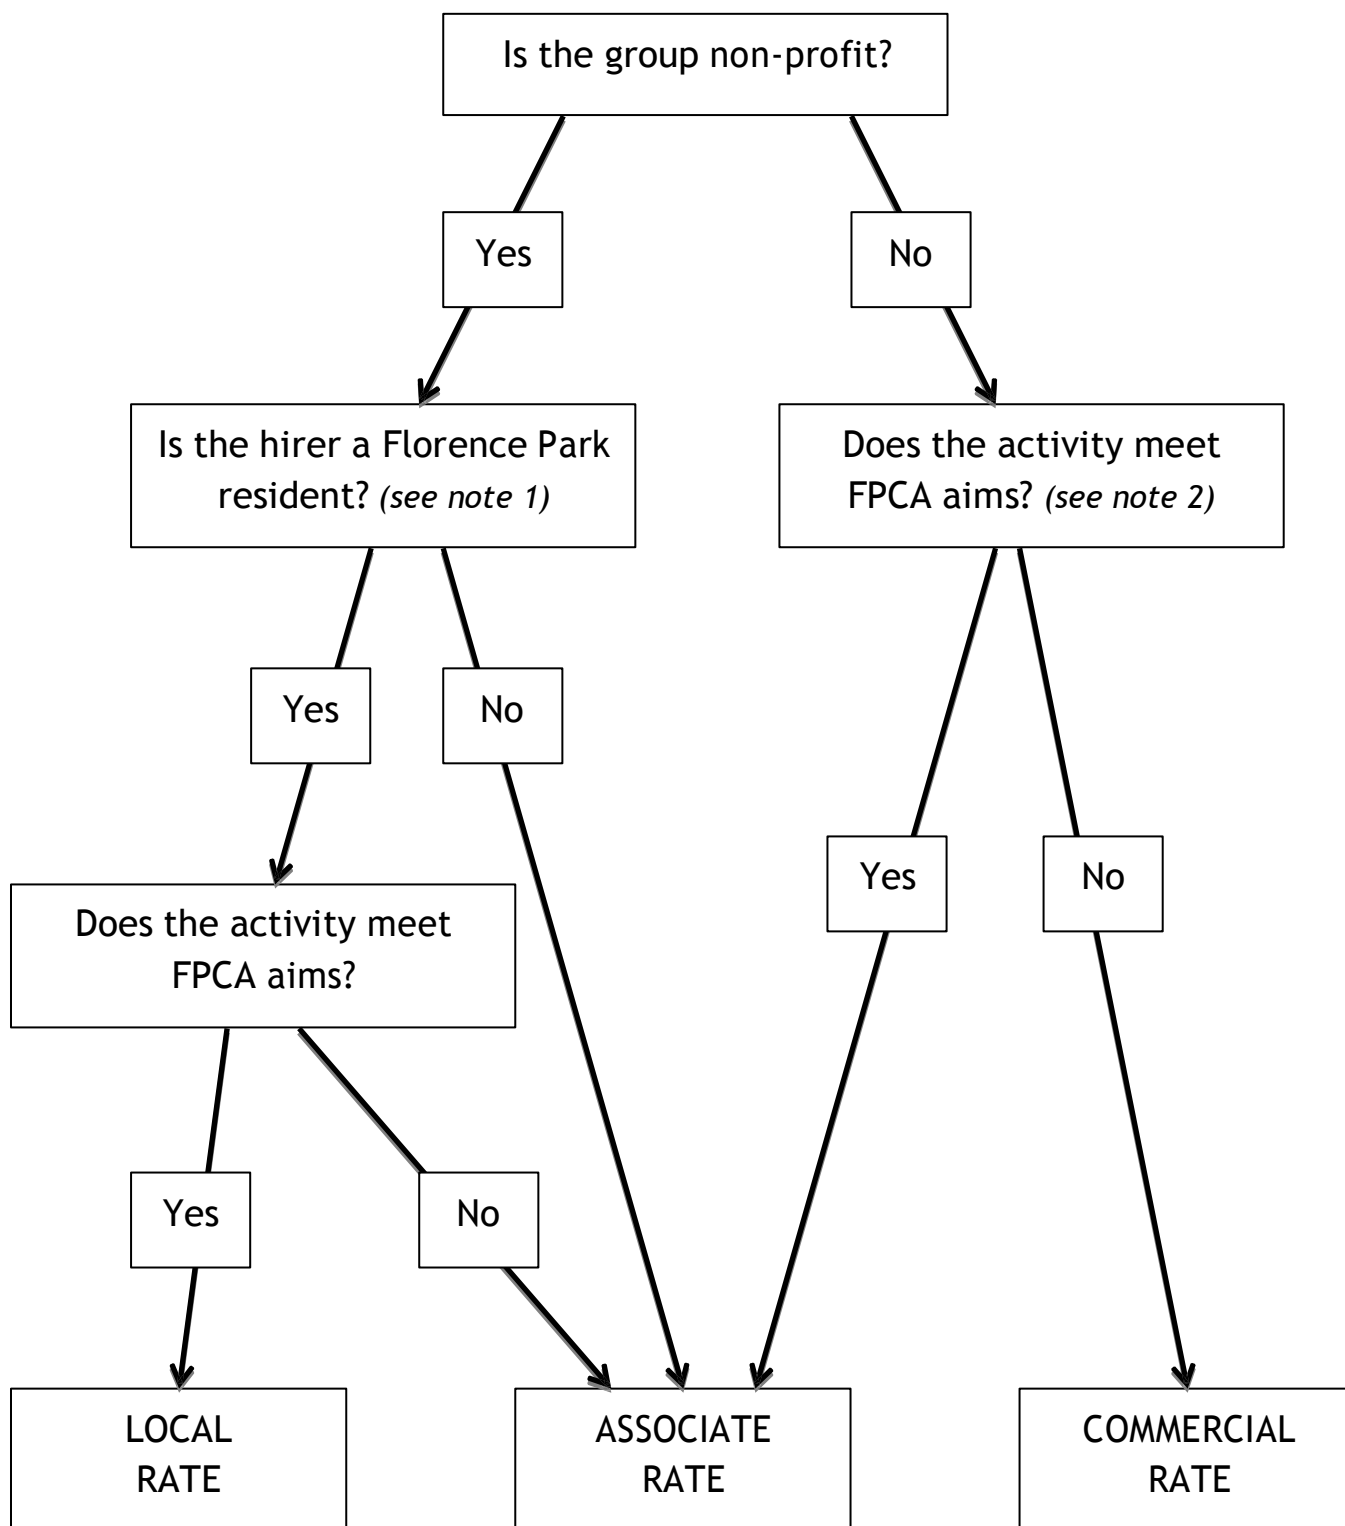 Is the group non-profit?
Yes
No
Is the hirer a Florence Park
resident? (see note 1)
Does the activity meet
FPCA aims? (see note 2)
Yes
No
Yes
No
Does the activity meet
FPCA aims?
Yes
No
LOCAL
RATE
ASSOCIATE
RATE
COMMERCIAL
RATE